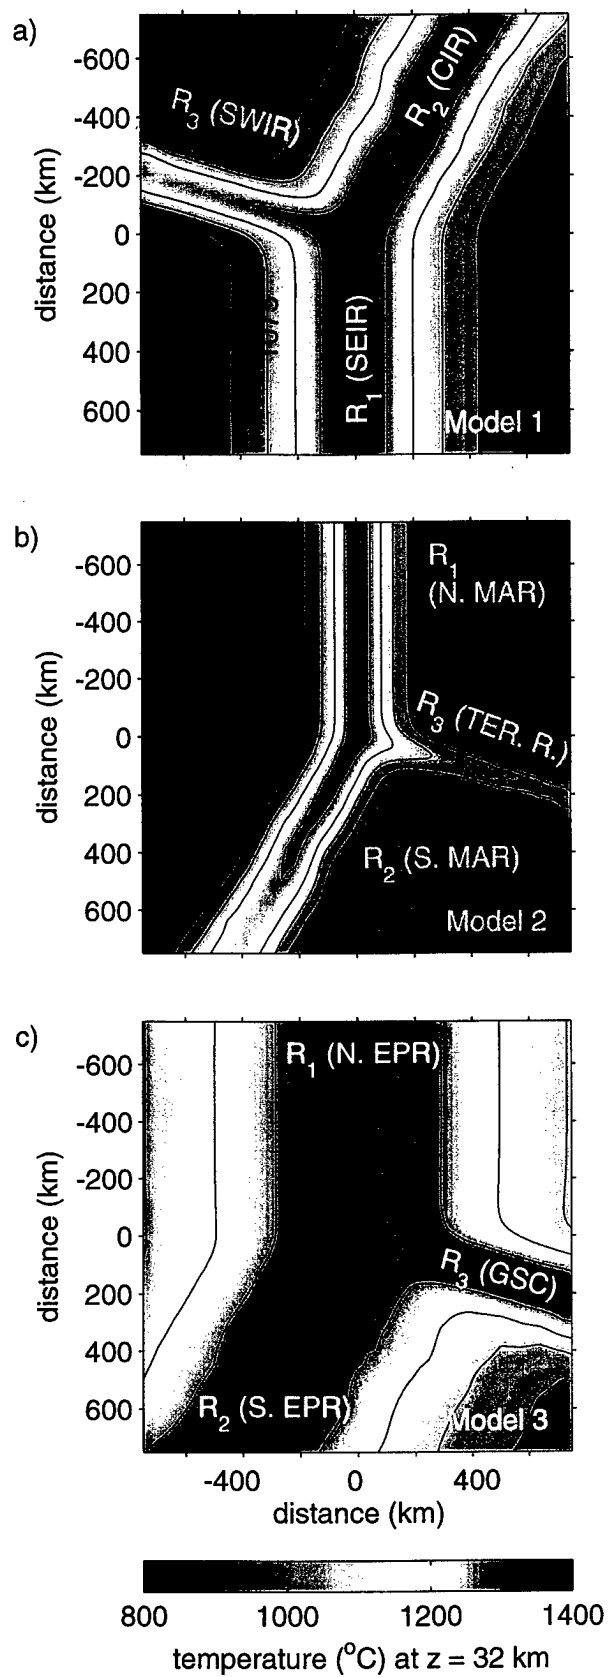 a)
-600
-400
-200
0
200
400
600
distance (km)
R3 (SWIR)
R2 (CIR)
R1 (SEIR)
Model 1
b)
-600
-400
-200
0
200
400
600
distance (km)
R1
(N. MAR)
R3 (TER. R.)
R2 (S. MAR)
Model 2
c)
-600
-400
-200
0
200
400
600
distance (km)
R1 (N. EPR)
R3 (GSC)
R2 (S. EPR)
Model 3
-400 0 400
distance (km)
800 1000 1200 1400
temperature (°C) at z = 32 km